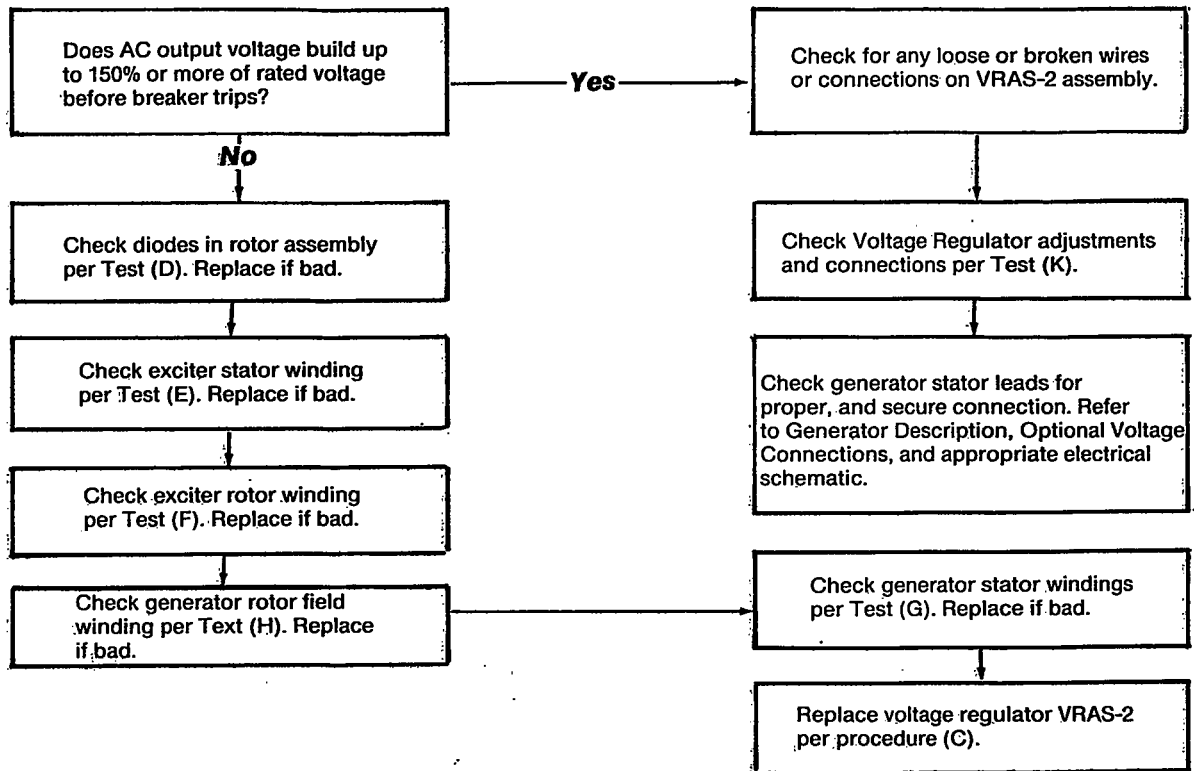 Does AC output voltage build up
to 150% or more of rated voltage
before breaker trips?
Yes
Check for any loose or broken wires
or connections on VRAS-2 assembly.
No
Check diodes in rotor assembly
per Test (D). Replace if bad.
Check Voltage Regulator adjustments
and connections per Test (K).
Check exciter stator winding
per Test (E). Replace if bad.
Check generator stator leads for
proper, and secure connection. Refer
to Generator Description, Optional Voltage
Connections, and appropriate electrical
schematic.
Check exciter rotor winding
per Test (F). Replace if bad.
Check generator rotor field
winding per Text (H). Replace
if bad.
Check generator stator windings
per Test (G). Replace if bad.
Replace voltage regulator VRAS-2
per procedure (C).